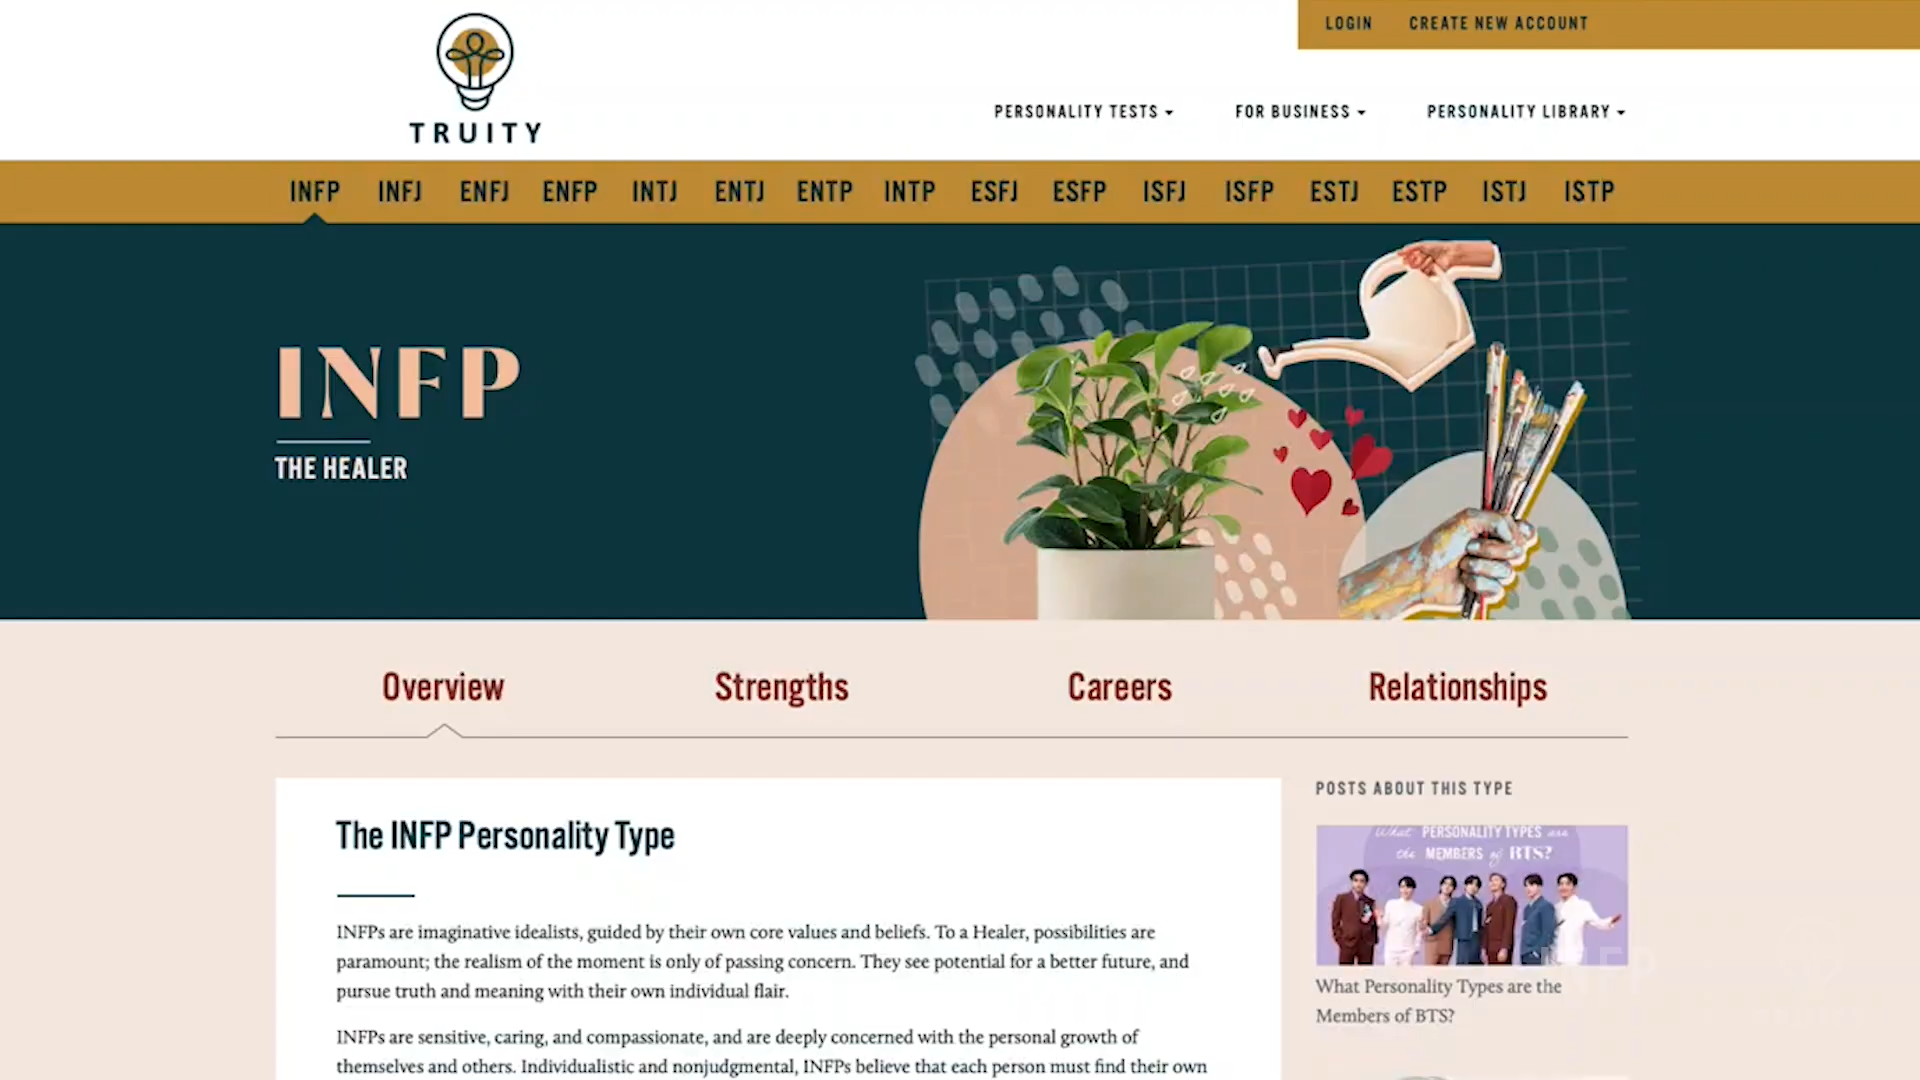 LOGIN CREATE NEW ACCOUNT
TRUITY
PERSONALITY TESTS FOR BUSINESS PERSONALITY LIBRARY
INFP INFJ ENFJ ENFP INTJ ENTJ ENTP INTP ESFJ ESFP ISFJ ISFP ESTJ ESTP ISTJ ISTP
INFP
THE HEALER
Overview Strengths Careers Relationships
The INFP Personality Type
INFPs are imaginative idealists, guided by their own core values and beliefs. To a Healer, possibilities are
paramount; the realism of the moment is only of passing concern. They see potential for a better future, and
pursue truth and meaning with their own individual flair.
INFPs are sensitive, caring, and compassionate, and are deeply concerned with the personal growth of
themselves and others. Individualistic and nonjudgmental, INFPs believe that each person must find their own
POSTS ABOUT THIS TYPE
What PERSONALITY TYPES are
the MEMBERS of BTS?
What Personality Types are the
Members of BTS?